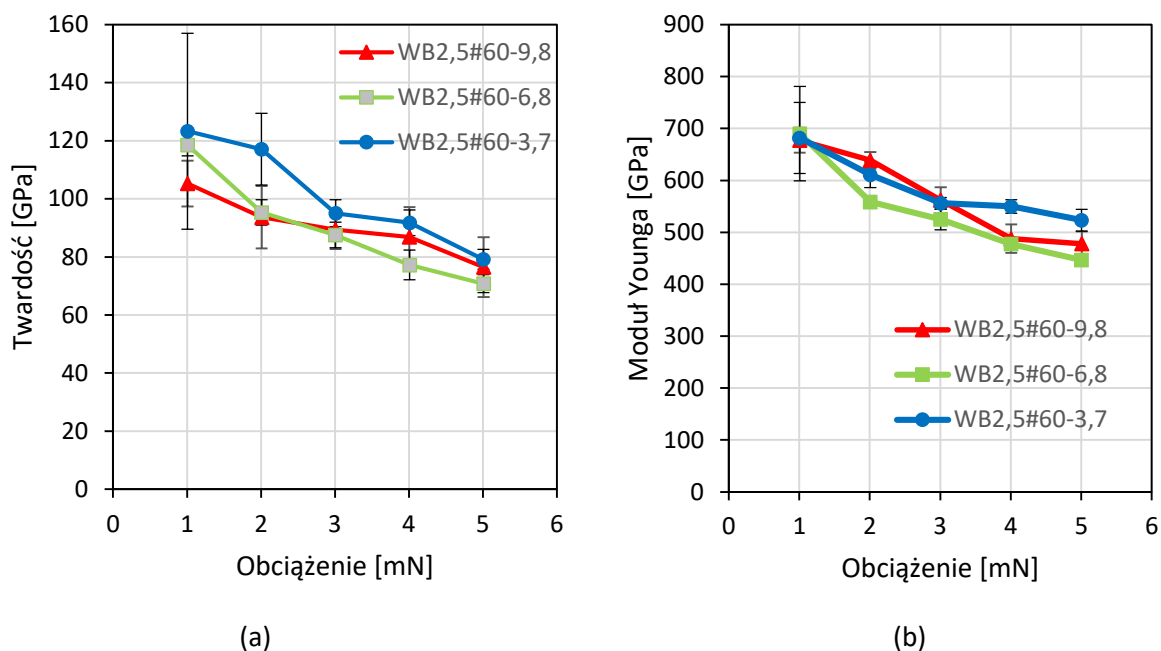 160
140
120
100
80
60
40
20
0
Twardość [GPa]
WB2,5#60-9,8
WB2,5#60-6,8
WB2,5#60-3,7
0 1 2 3 4 5 6
Obciążenie [mN]
(a)
900
800
700
600
500
400
300
200
100
0
Moduł Younga [GPa]
WB2,5#60-9,8
WB2,5#60-6,8
WB2,5#60-3,7
0 1 2 3 4 5 6
Obciążenie [mN]
(b)